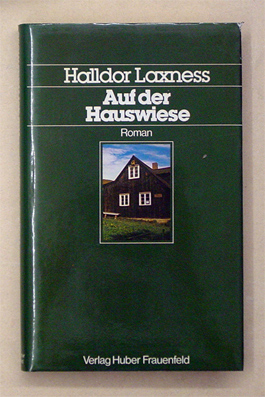 Halldor Laxness
Auf der
Hauswiese
Roman
Verlag Huber Frauenfeld